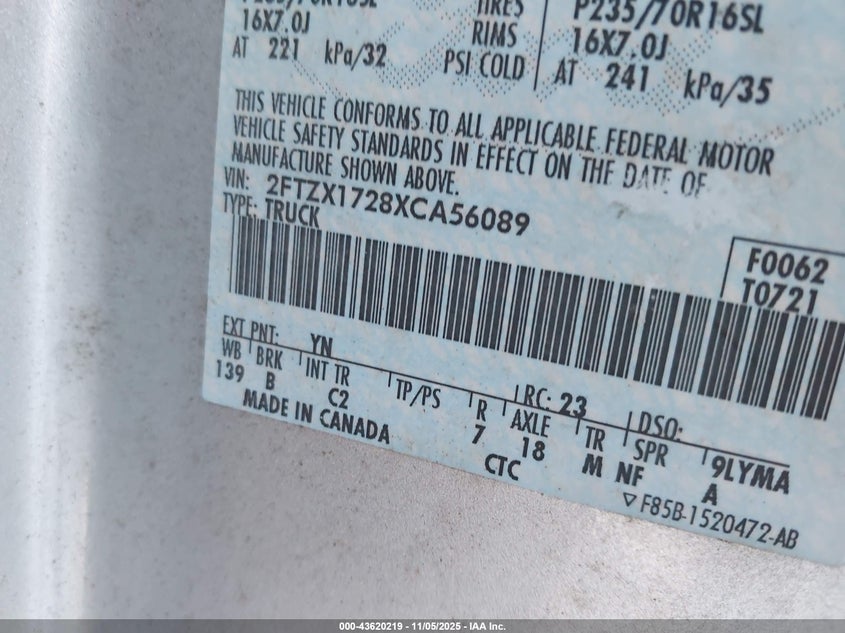 P235/70R16SL TIRES P235/70R16SL
16X7.0J RIMS 16X7.0J
AT 221 kPa/32 PSI COLD AT 241 kPa/35
THIS VEHICLE CONFORMS TO ALL APPLICABLE FEDERAL MOTOR
VEHICLE SAFETY STANDARDS IN EFFECT ON THE DATE OF
MANUFACTURE SHOWN ABOVE.
VIN: 2FTZX1728XCA56089
TYPE: TRUCK
F0062
T0721
EXT PNT: YN RC: 23 DSO:
WB BRK INT TR TP/PS R AXLE TR SPR 9LYMA
139 B C2 7 18 M NF A
MADE IN CANADA CTC
▽F85B-1520472-AB
000-43620219 - 11/05/2025 - IAA Inc.